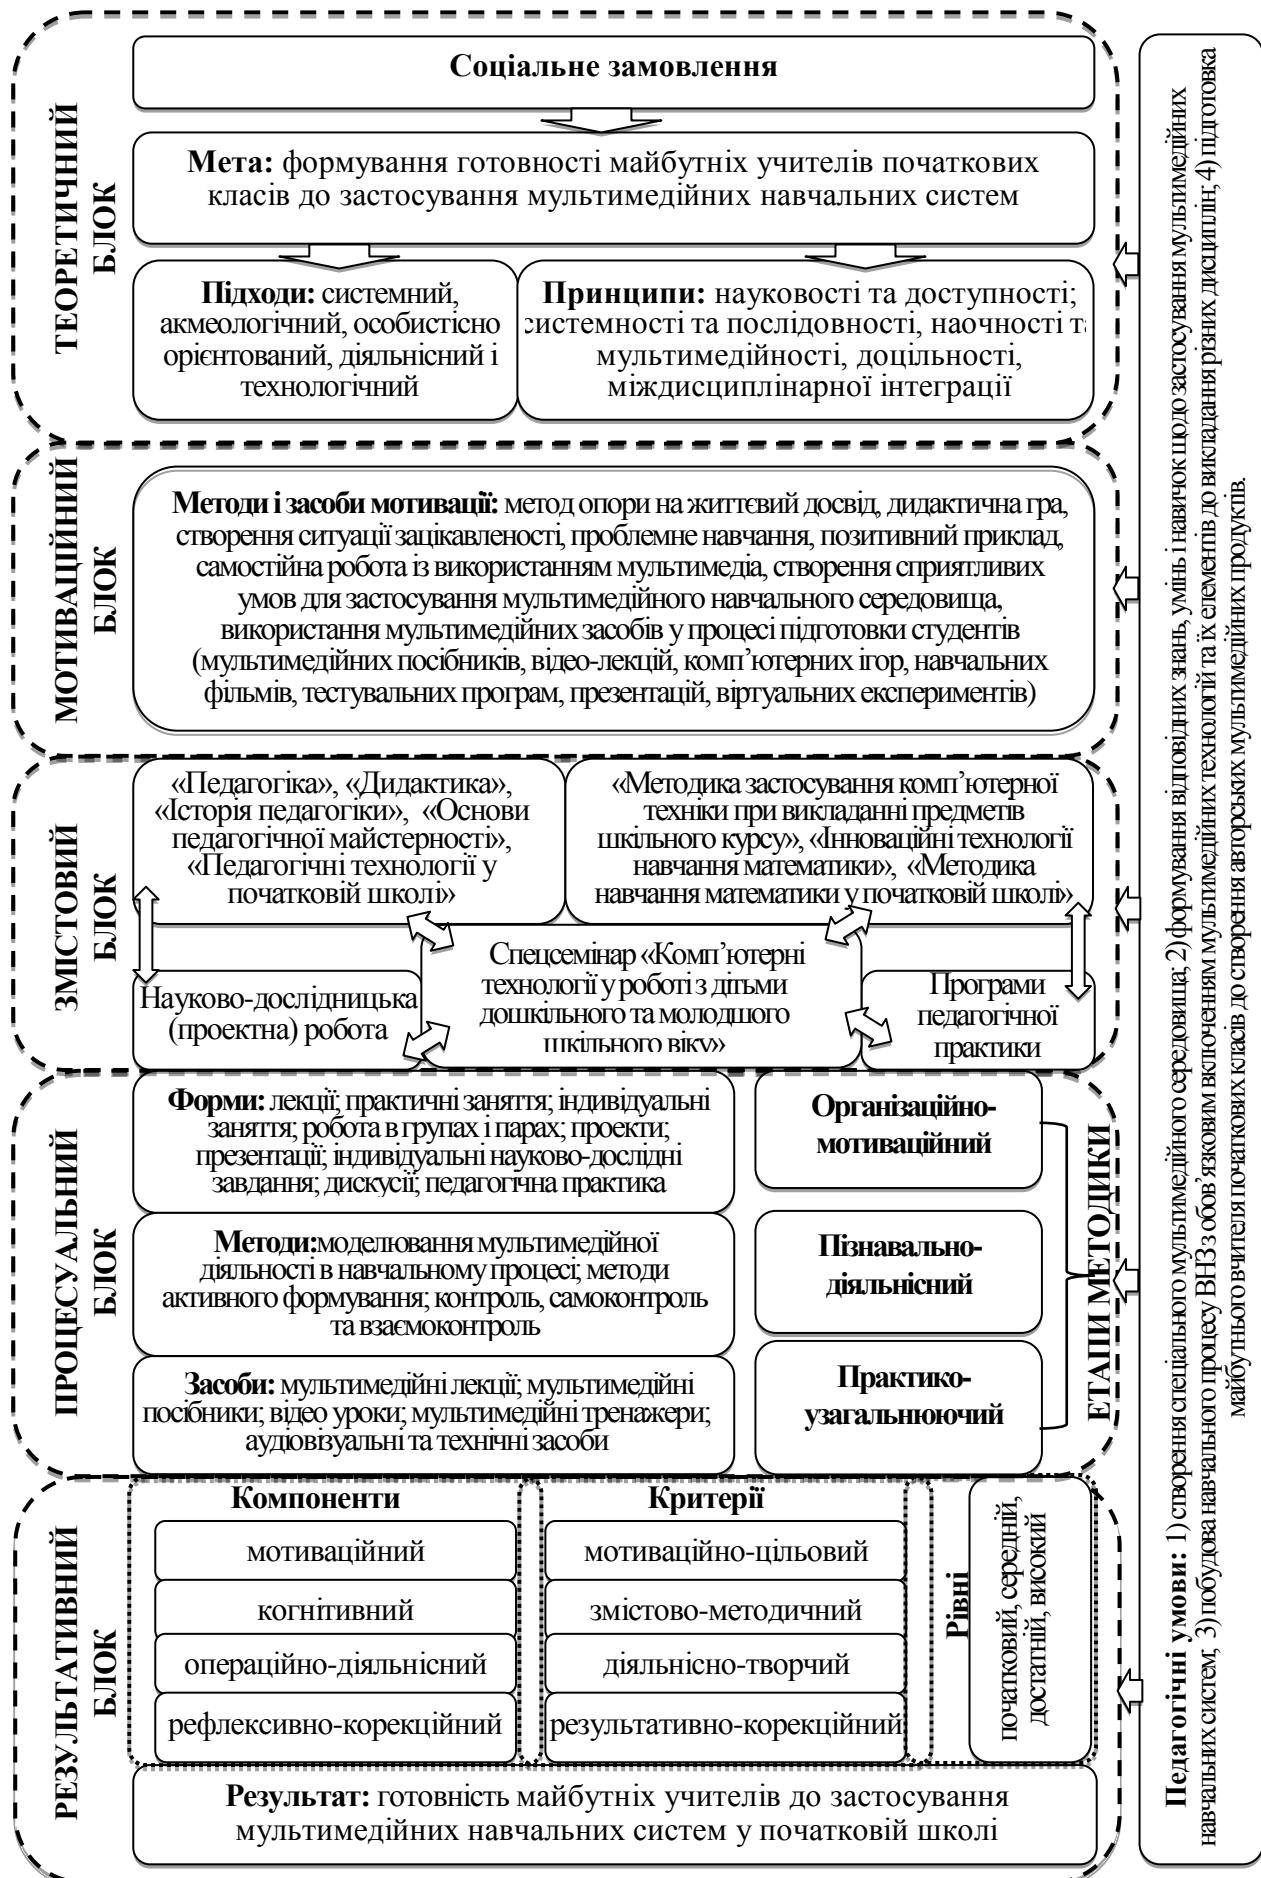 ТЕОРЕТИЧНИЙ
БЛОК
Соціальне замовлення
Мета: формування готовності майбутніх учителів початкових
класів до застосування мультимедійних навчальних систем
Підходи: системний,
акмеологічний, особистісно
орієнтований, діяльнісний і
технологічний
Принципи: науковості та доступності;
системності та послідовності, наочності та
мультимедійності, доцільності,
міждисциплінарної інтеграції
МОТИВАЦІЙНИЙ
БЛОК
Методи і засоби мотивації: метод опори на життєвий досвід, дидактична гра,
створення ситуації зацікавленості, проблемне навчання, позитивний приклад,
самостійна робота із використанням мультимедіа, створення сприятливих
умов для застосування мультимедійного навчального середовища,
використання мультимедійних засобів у процесі підготовки студентів
(мультимедійних посібників, відео-лекцій, комп’ютерних ігор, навчальних
фільмів, тестувальних програм, презентацій, віртуальних експериментів)
ЗМІСТОВИЙ
БЛОК
«Педагогіка», «Дидактика»,
«Історія педагогіки», «Основи
педагогічної майстерності»,
«Педагогічні технології у
початковій школі»
«Методика застосування комп’ютерної
техніки при викладанні предметів
шкільного курсу», «Інноваційні технології
навчання математики», «Методика
навчання математики у початковій школі»
Науково-дослідницька
(проектна) робота
Спецсемінар «Комп’ютерні
технології у роботі з дітьми
дошкільного та молодшого
шкільного віку»
Програми
педагогічної
практики
ПРОЦЕСУАЛЬНИЙ
БЛОК
Форми: лекції; практичні заняття; індивідуальні
заняття; робота в групах і парах; проекти;
презентації; індивідуальні науково-дослідні
завдання; дискусії; педагогічна практика
Методи:моделювання мультимедійної
діяльності в навчальному процесі; методи
активного формування; контроль, самоконтроль
та взаємоконтроль
Засоби: мультимедійні лекції; мультимедійні
посібники; відео уроки; мультимедійні тренажери;
аудіовізуальні та технічні засоби
Організаційно-
мотиваційний
Пізнавально-
діяльнісний
Практико-
узагальнюючий
ЕТАПИ МЕТОДИКИ
РЕЗУЛЬТАТИВНИЙ
БЛОК
Компоненти
мотиваційний
когнітивний
операційно-діяльнісний
рефлексивно-корекційний
Критерії
мотиваційно-цільовий
змістово-методичний
діяльнісно-творчий
результативно-корекційний
Рівні
початковий, середній,
достатній, високий
Результат: готовність майбутніх учителів до застосування
мультимедійних навчальних систем у початковій школі
Педагогічні умови: 1) створення спеціального мультимедійного середовища; 2) формування відповідних знань, умінь і навичок щодо застосування мультимедійних
навчальних систем; 3) побудова навчального процесу ВНЗ з обов’язковим включенням мультимедійних технологій та їх елементів до викладання різних дисциплін; 4) підготовка
майбутнього вчителя початкових класів до створення авторських мультимедійних продуктів.